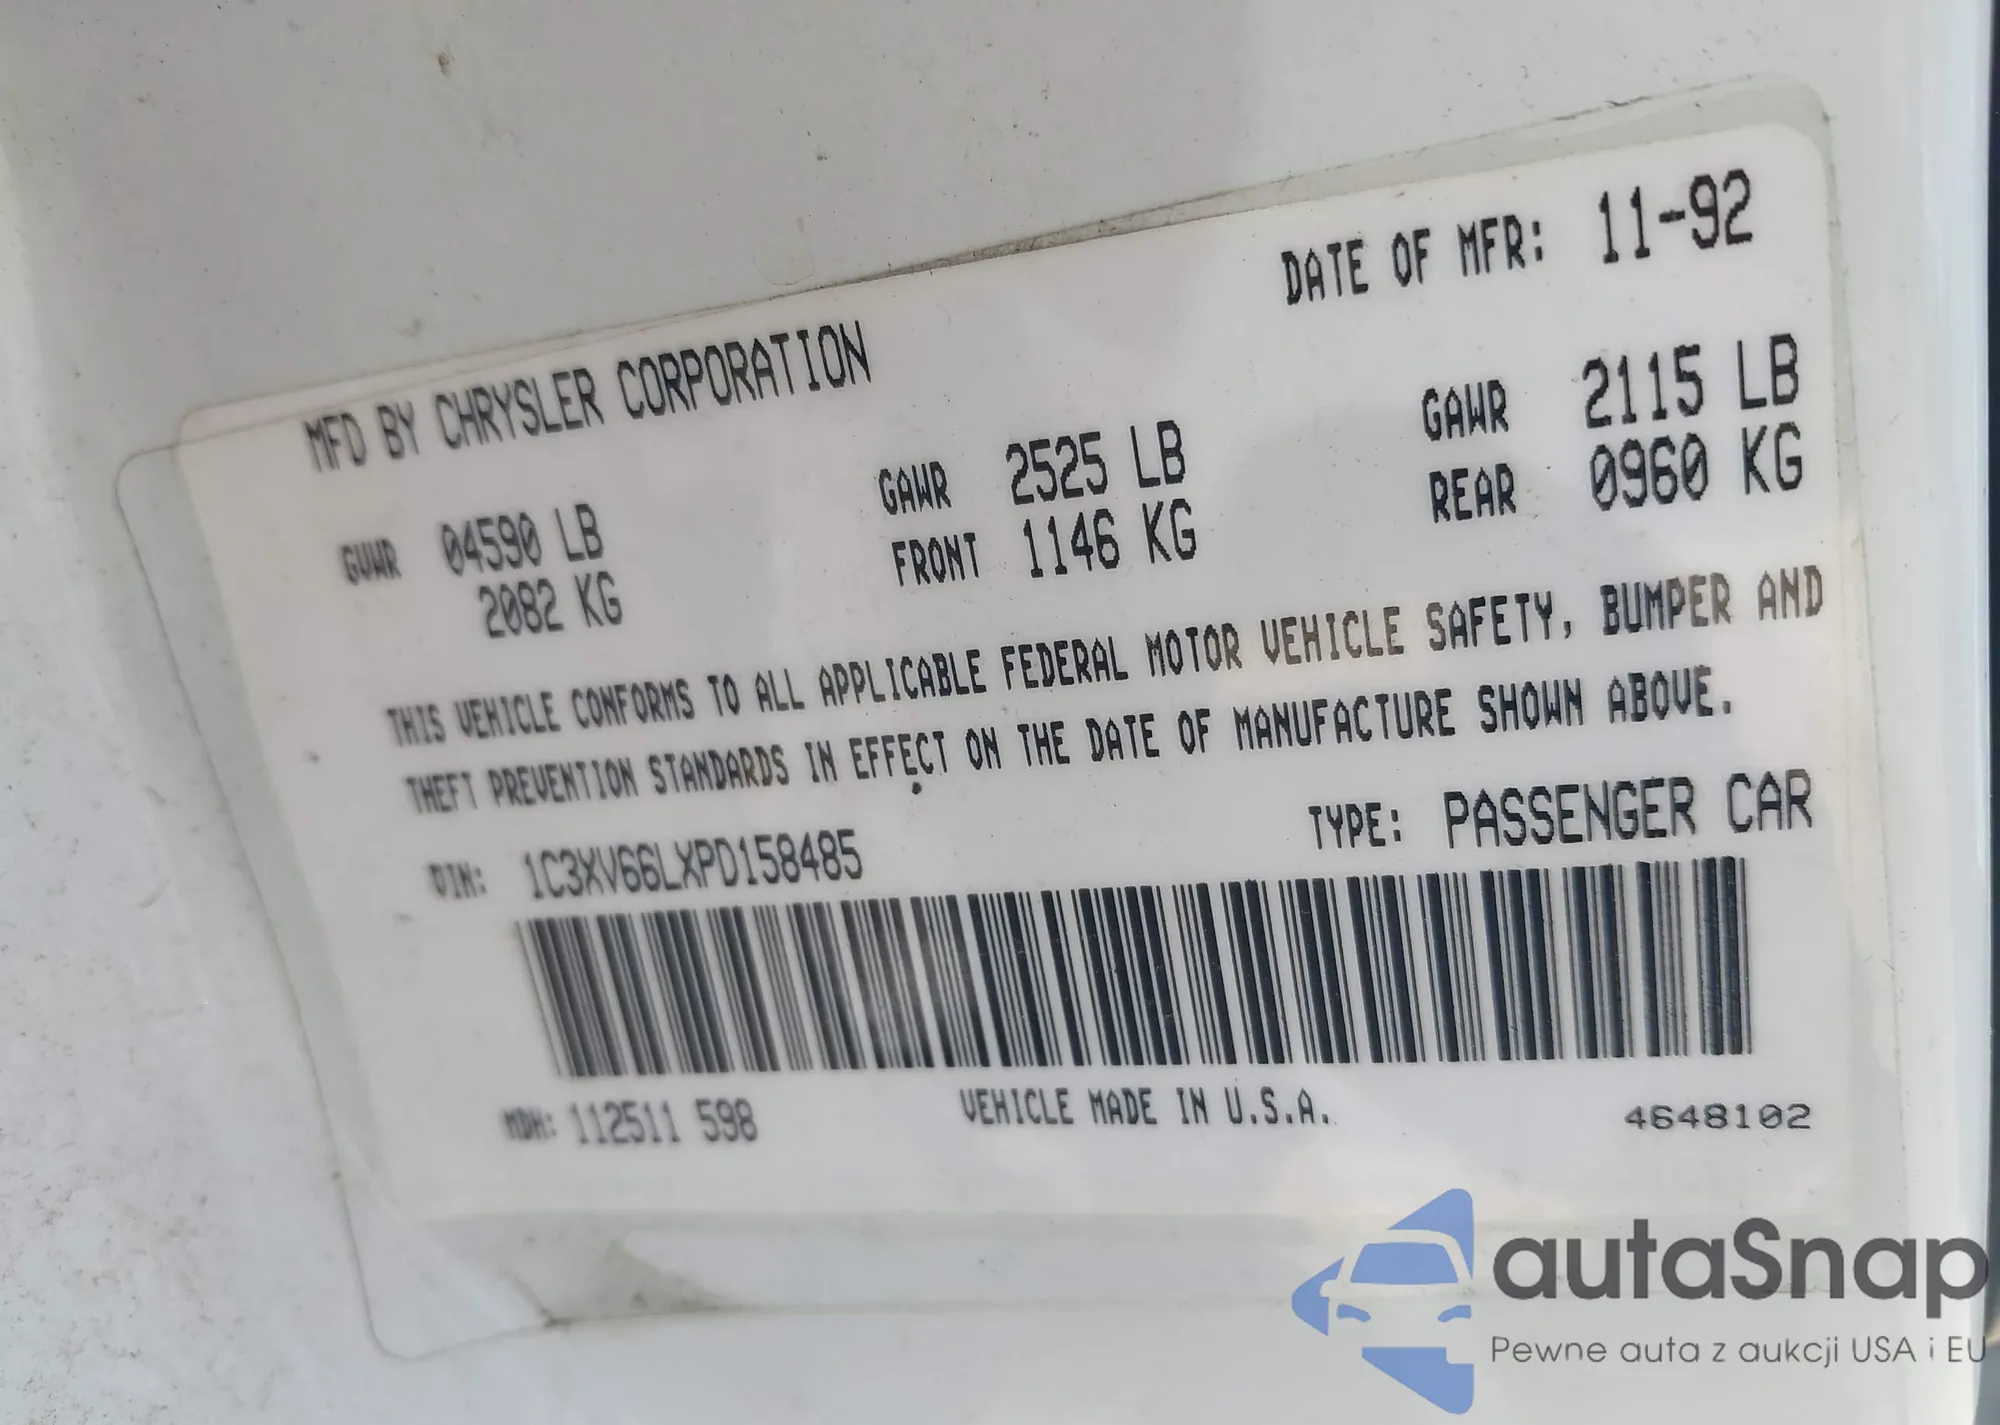 DATE OF MFR: 11-92
MFD BY CHRYSLER CORPORATION
GVWR 04590 LB GAWR 2525 LB GAWR 2115 LB
2082 KG FRONT 1146 KG REAR 0960 KG
THIS VEHICLE CONFORMS TO ALL APPLICABLE FEDERAL MOTOR VEHICLE SAFETY, BUMPER AND
THEFT PREVENTION STANDARDS IN EFFECT ON THE DATE OF MANUFACTURE SHOWN ABOVE.
VIN: 1C3XV66LXPD158485 TYPE: PASSENGER CAR
MDH: 112511 598 VEHICLE MADE IN U.S.A. 4648102
autaSnap
Pewne auta z aukcji USA i EU